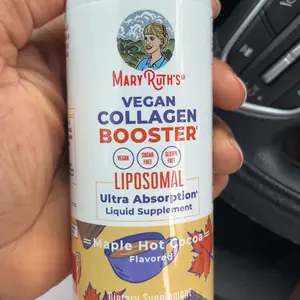 MARYRUTH'S®
VEGAN
COLLAGEN
BOOSTER*
VEGAN SUGAR FREE GLUTEN FREE
LIPOSOMAL
Ultra Absorption*
Liquid Supplement
Maple Hot Cocoa
Flavored
Dietary Supplement